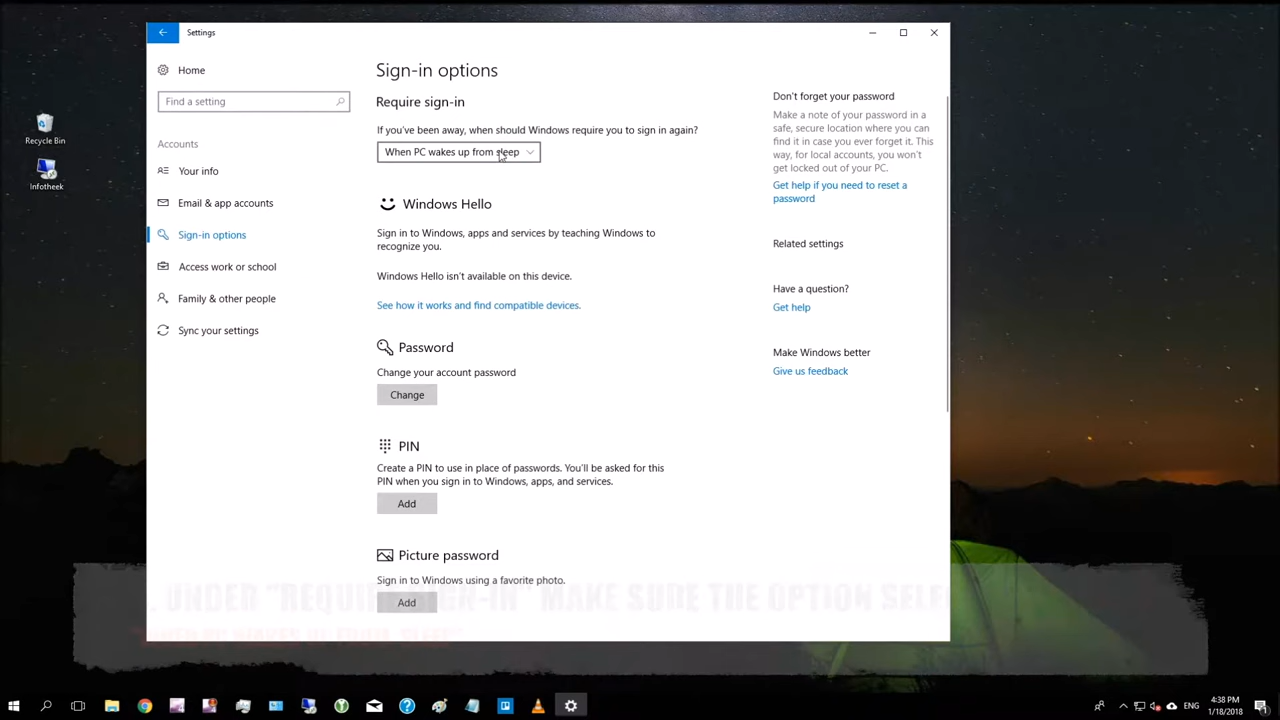 Settings
Home
Find a setting
Accounts
Your info
Email & app accounts
Sign-in options
Access work or school
Family & other people
Sync your settings
Sign-in options
Require sign-in
If you've been away, when should Windows require you to sign in again?
When PC wakes up from sleep
Windows Hello
Sign in to Windows, apps and services by teaching Windows to
recognize you.
Windows Hello isn't available on this device.
See how it works and find compatible devices.
Password
Change your account password
Change
PIN
Create a PIN to use in place of passwords. You'll be asked for this
PIN when you sign in to Windows, apps, and services.
Add
Picture password
Sign in to Windows using a favorite photo.
Add
Don't forget your password
Make a note of your password in a
safe, secure location where you can
find it in case you ever forget it. This
way, for local accounts, you won't
get locked out of your PC.
Get help if you need to reset a
password
Related settings
Have a question?
Get help
Make Windows better
Give us feedback
Recycle Bin
Infotheek
UNDER "REQUIRE SIGN-IN" MAKE SURE THE OPTION
ENG
4:38 PM
1/18/2018